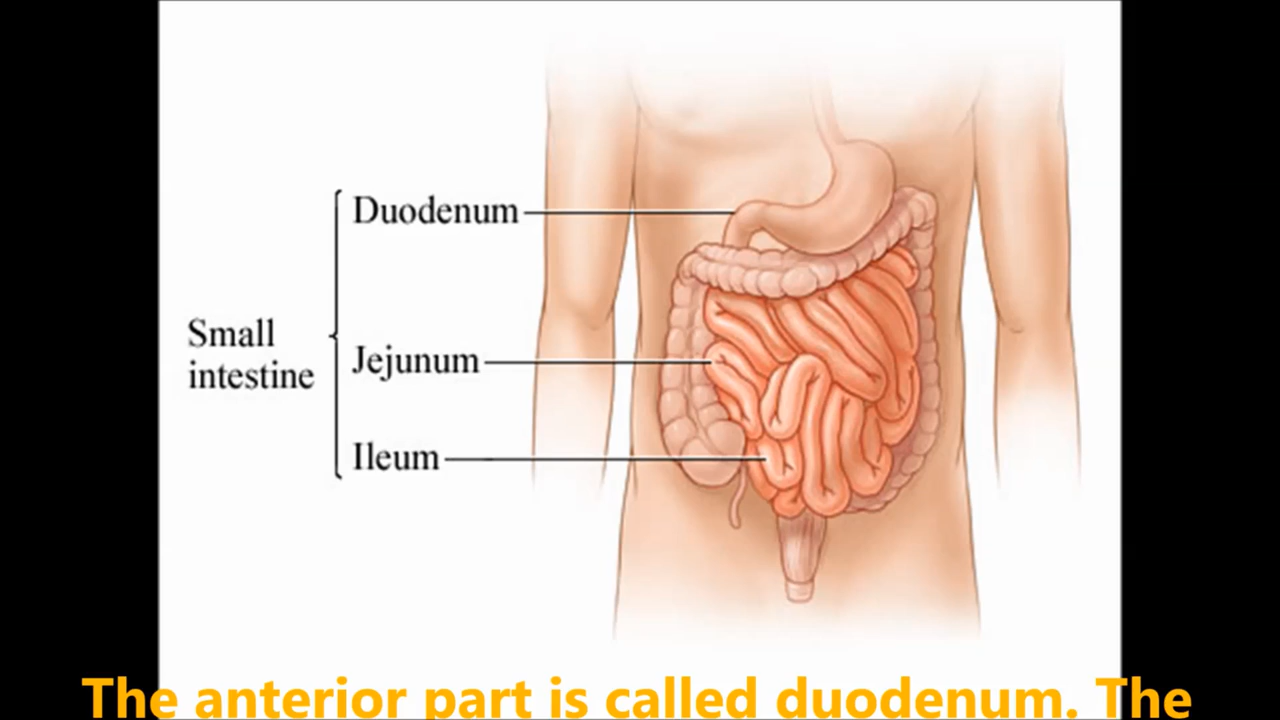 Duodenum
Small
intestine
Jejunum
Ileum
The anterior part is called duodenum. The